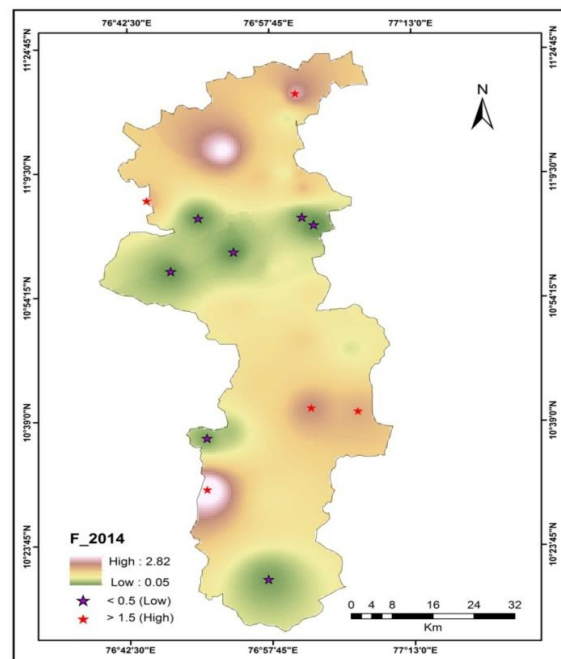 76°42'30"E 76°57'45"E 77°13'0"E
11°24'45"N 11°24'45"N
N
11°9'30"N 11°9'30"N
10°54'15"N 10°54'15"N
10°39'0"N 10°39'0"N
10°23'45"N 10°23'45"N
F_2014
High : 2.82
Low : 0.05
< 0.5 (Low)
> 1.5 (High)
0 2 4 8 16 24 32
Km
76°42'30"E 76°57'45"E 77°13'0"E